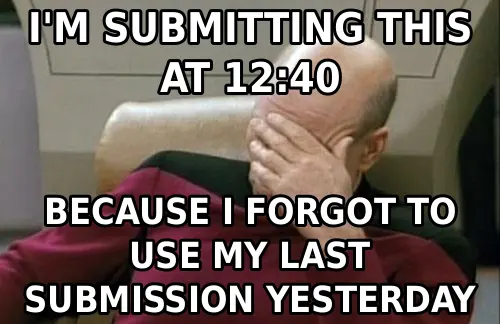 I'M SUBMITTING THIS
AT 12:40
BECAUSE I FORGOT TO
USE MY LAST
SUBMISSION YESTERDAY